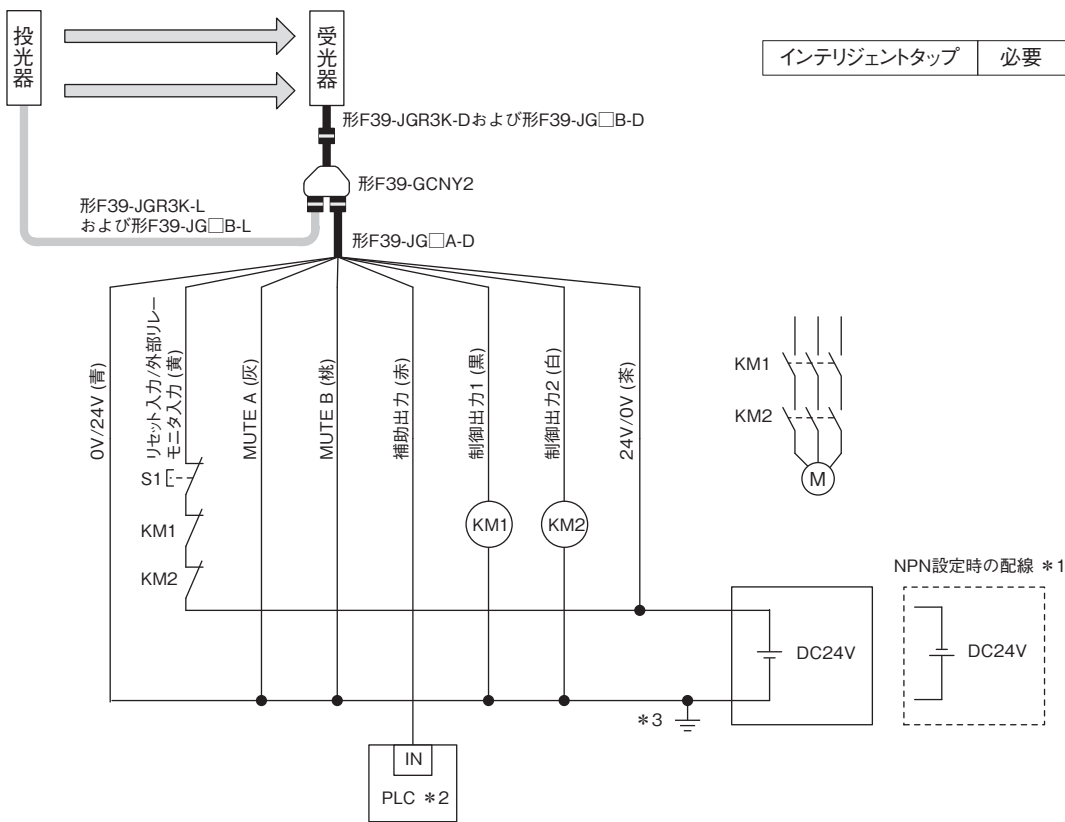 投光器
受光器
インテリジェントタップ 必要
形F39-JGR3K-Dおよび形F39-JG□B-D
形F39-GCNY2
形F39-JGR3K-L
および形F39-JG□B-L
形F39-JG□A-D
0V/24V (青)
リセット入力/外部リレー
モニタ入力 (黄)
MUTE A (灰)
MUTE B (桃)
補助出力 (赤)
制御出力1 (黒)
制御出力2 (白)
24V/0V (茶)
S1
KM1
KM2
KM1
KM2
KM1
KM2
M
NPN設定時の配線 *1
DC24V
DC24V
*3
IN
PLC *2